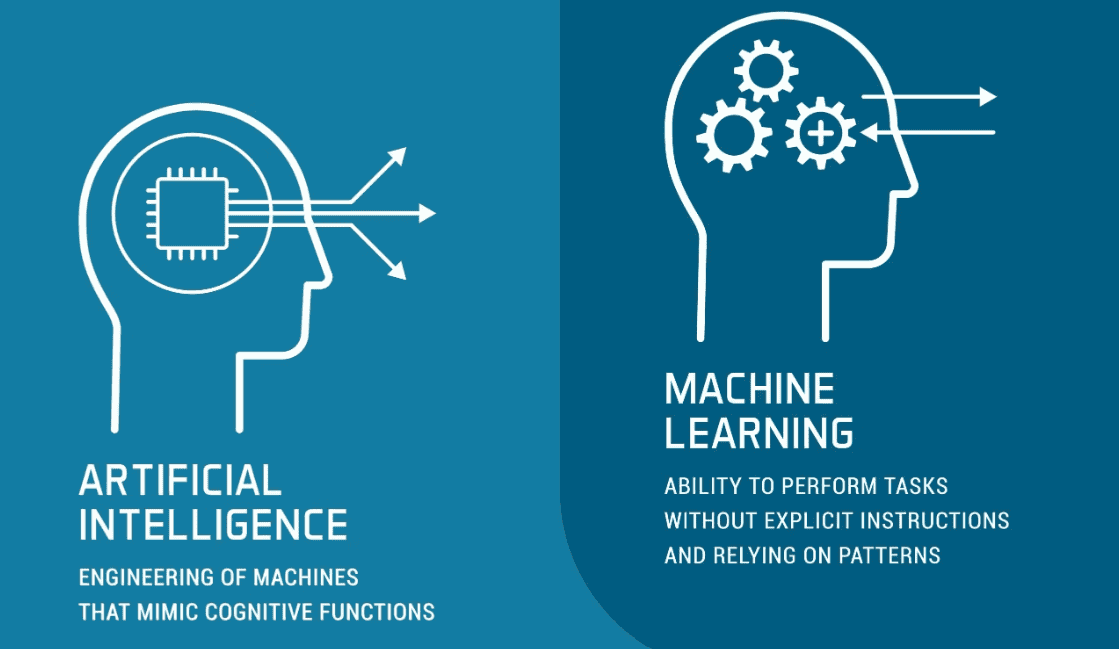 ARTIFICIAL
INTELLIGENCE
ENGINEERING OF MACHINES
THAT MIMIC COGNITIVE FUNCTIONS
MACHINE
LEARNING
ABILITY TO PERFORM TASKS
WITHOUT EXPLICIT INSTRUCTIONS
AND RELYING ON PATTERNS